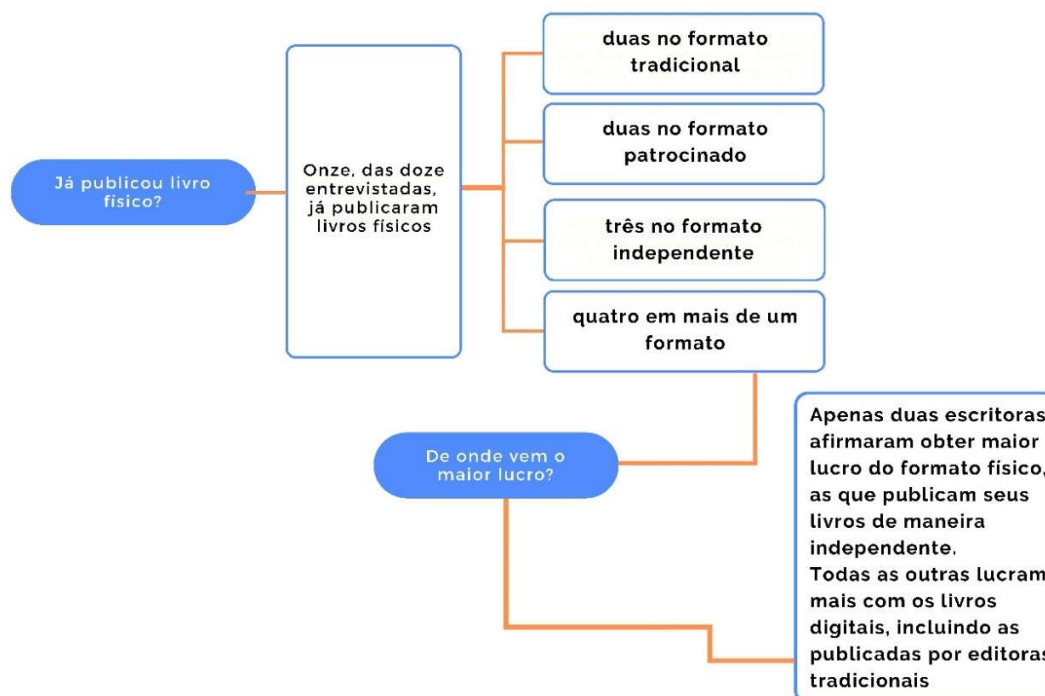 Já publicou livro
físico?
Onze, das doze
entrevistadas,
já publicaram
livros físicos
duas no formato
tradicional
duas no formato
patrocinado
três no formato
independente
quatro em mais de um
formato
De onde vem o
maior lucro?
Apenas duas escritoras
afirmaram obter maior
lucro do formato físico,
as que publicam seus
livros de maneira
independente.
Todas as outras lucram
mais com os livros
digitais, incluindo as
publicadas por editoras
tradicionais